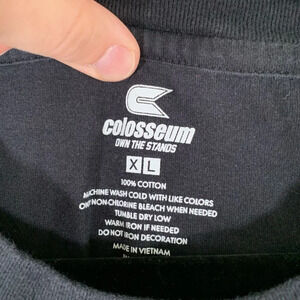 colosseum
OWN THE STANDS
X L
100% COTTON
MACHINE WASH COLD WITH LIKE COLORS
ONLY NON-CHLORINE BLEACH WHEN NEEDED
TUMBLE DRY LOW
WARM IRON IF NEEDED
DO NOT IRON DECORATION
MADE IN VIETNAM